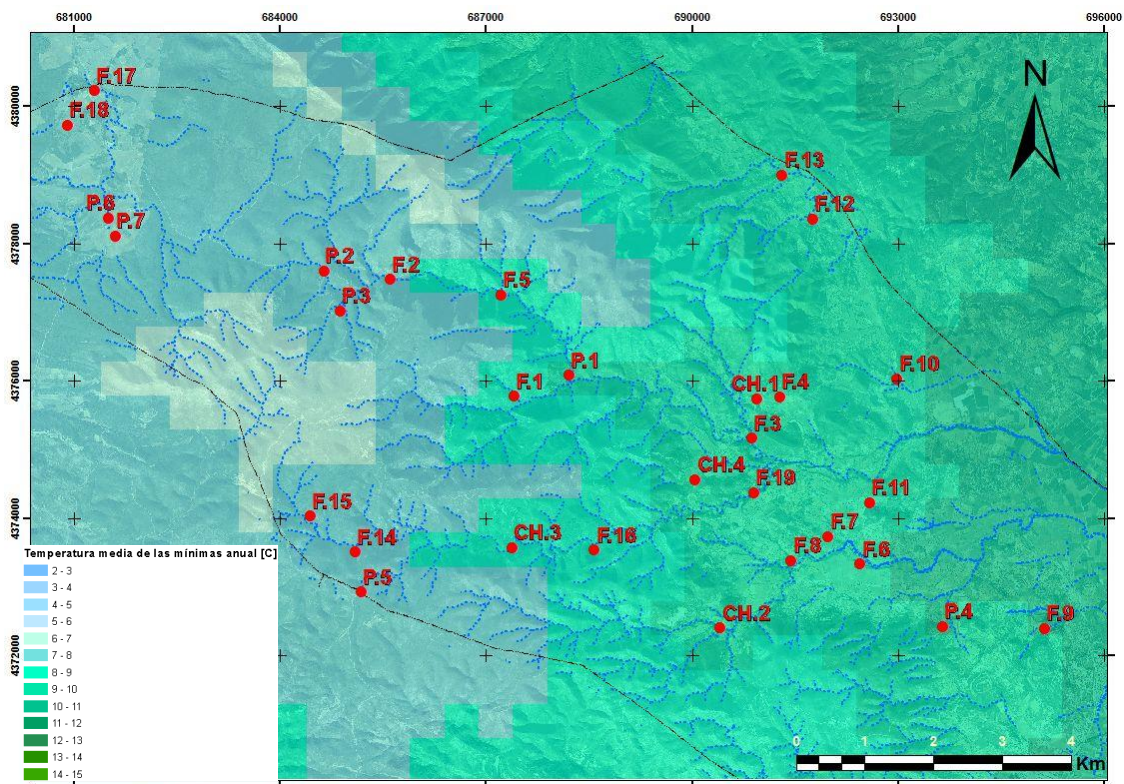 681000 684000 687000 690000 693000 696000
N
F.17
4380000
F.18
F.13
P.6
F.12
P.7
4378000
P.2
F.2
F.5
P.3
P.1
F.10
4376000
F.1
CH.1 F.4
F.3
CH.4
F.19
F.11
F.15
4374000
F.7
CH.3
F.16
F.14
F.8
F.6
Temperatura media de las mínimas anual [C]
2 - 3
3 - 4
4 - 5
5 - 6
6 - 7
7 - 8
8 - 9
9 - 10
10 - 11
11 - 12
12 - 13
13 - 14
14 - 15
P.5
CH.2
P.4
F.9
4372000
0 1 2 3 4
Km